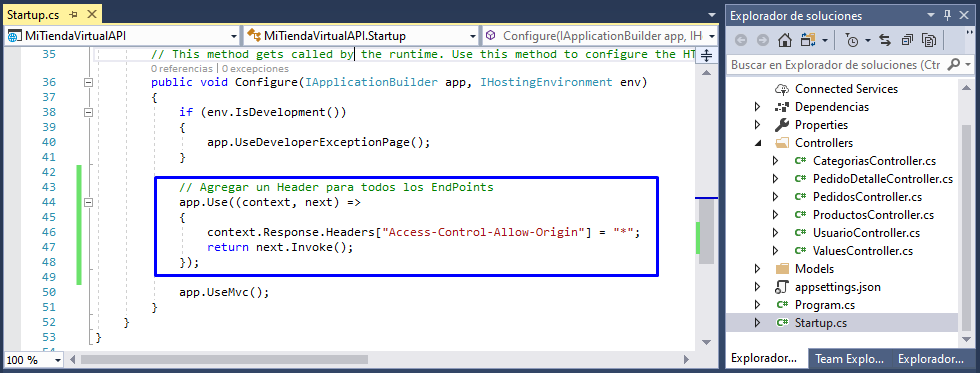 Startup.cs
MiTiendaVirtualAPI
MiTiendaVirtualAPI.Startup
Configure(IApplicationBuilder app, IH
35 // This method gets called by the runtime. Use this method to configure the HT
0 referencias | 0 excepciones
36 public void Configure(IApplicationBuilder app, IHostingEnvironment env)
37 {
38 if (env.IsDevelopment())
39 {
40 app.UseDeveloperExceptionPage();
41 }
42
43 // Agregar un Header para todos los EndPoints
44 app.Use((context, next) =>
45 {
46 context.Response.Headers["Access-Control-Allow-Origin"] = "*";
47 return next.Invoke();
48 });
49
50 app.UseMvc();
51 }
52 }
53 }
100 %
Explorador de soluciones
Buscar en Explorador de soluciones (Ctr
Connected Services
Dependencias
Properties
Controllers
C# CategoriasController.cs
C# PedidoDetalleController.cs
C# PedidosController.cs
C# ProductosController.cs
C# UsuarioController.cs
C# ValuesController.cs
Models
appsettings.json
C# Program.cs
C# Startup.cs
Explorador...
Team Explo...
Explorador...